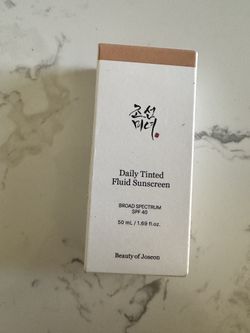 조선
미녀
Daily Tinted
Fluid Sunscreen
BROAD SPECTRUM
SPF 40
50 mL / 1.69 fl.oz.
Beauty of Joseon